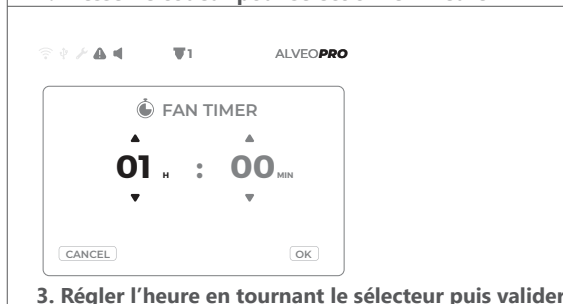 1
ALVEOPRO
FAN TIMER
01 H : 00 MIN
CANCEL OK
3. Régler l'heure en tournant le sélecteur puis valider